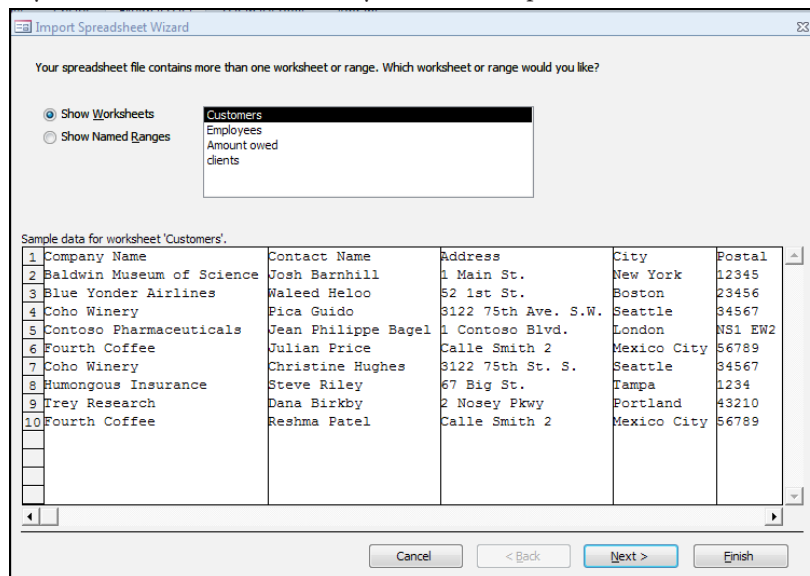 Import Spreadsheet Wizard
Your spreadsheet file contains more than one worksheet or range. Which worksheet or range would you like?
Show Worksheets
Show Named Ranges
Customers
Employees
Amount owed
clients
Sample data for worksheet 'Customers'.
1 Company Name Contact Name Address City Postal
2 Baldwin Museum of Science Josh Barnhill 1 Main St. New York 12345
3 Blue Yonder Airlines Waleed Heloo 52 1st St. Boston 23456
4 Coho Winery Pica Guido 3122 75th Ave. S.W. Seattle 34567
5 Contoso Pharmaceuticals Jean Philippe Bagel 1 Contoso Blvd. London NS1 EW2
6 Fourth Coffee Julian Price Calle Smith 2 Mexico City 56789
7 Coho Winery Christine Hughes 3122 75th St. S. Seattle 34567
8 Humongous Insurance Steve Riley 67 Big St. Tampa 1234
9 Trey Research Dana Birkby 2 Nosey Pkwy Portland 43210
10 Fourth Coffee Reshma Patel Calle Smith 2 Mexico City 56789
Cancel < Back Next > Finish